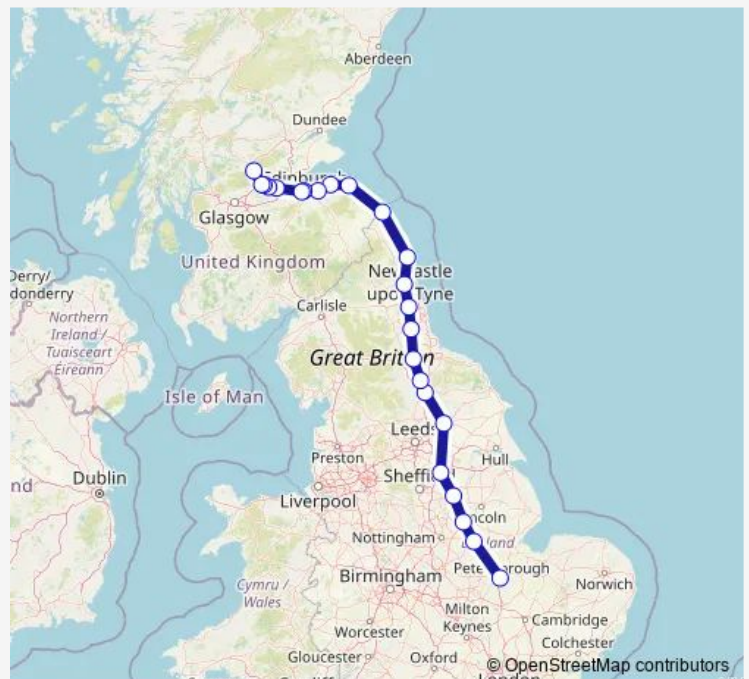 Aberdeen
Dundee
Edinburgh
Glasgow
United Kingdom
Newcastle
upon Tyne
Derry/
Carlisle
Northern
Ireland /
Tuaisceart
Éireann
Great Britain
Isle of Man
Leeds
Preston
Hull
Sheffield
Dublin
Liverpool
Lincoln
Nottingham
Peterborough
Birmingham
Norwich
Cymru /
Wales
Milton
Keynes
Cambridge
Worcester
Colchester
Gloucester
Oxford
© OpenStreetMap contributors
London